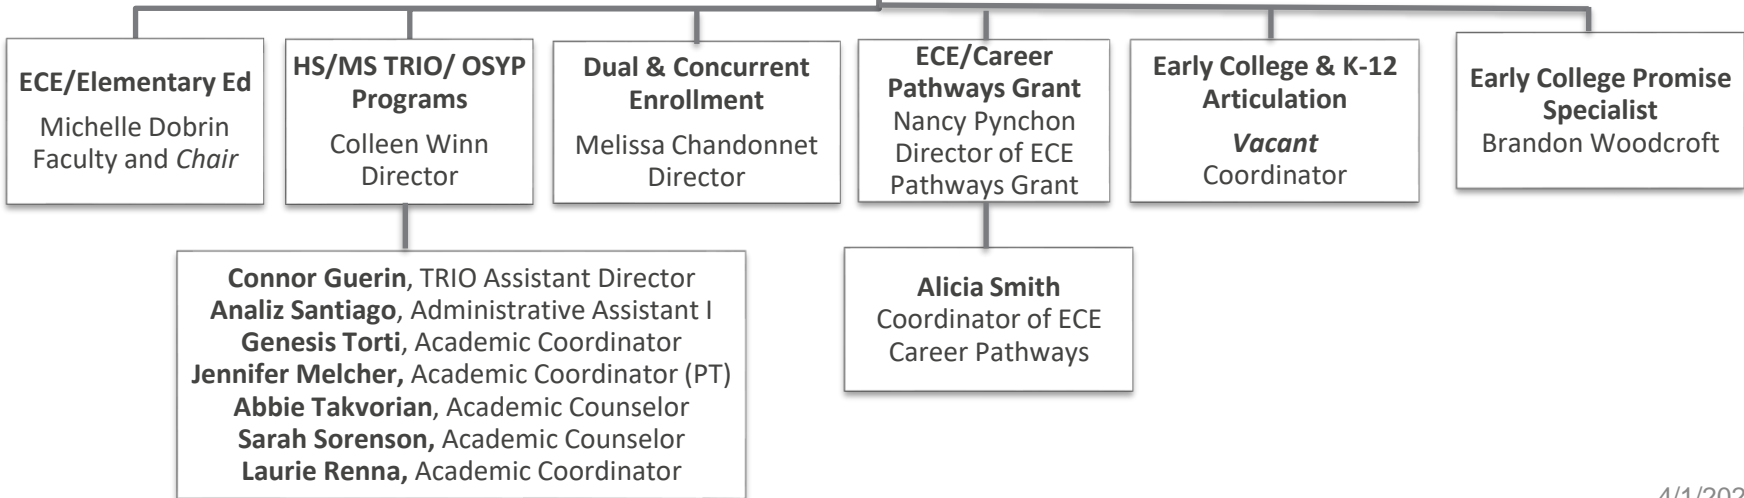 ECE/Elementary Ed
Michelle Dobrin
Faculty and Chair
HS/MS TRIO/ OSYP
Programs
Colleen Winn
Director
Dual & Concurrent
Enrollment
Melissa Chandonnet
Director
ECE/Career
Pathways Grant
Nancy Pynchon
Director of ECE
Pathways Grant
Early College & K-12
Articulation
Vacant
Coordinator
Early College Promise
Specialist
Brandon Woodcroft
Connor Guerin, TRIO Assistant Director
Analiz Santiago, Administrative Assistant I
Genesis Torti, Academic Coordinator
Jennifer Melcher, Academic Coordinator (PT)
Abbie Takvorian, Academic Counselor
Sarah Sorenson, Academic Counselor
Laurie Renna, Academic Coordinator
Alicia Smith
Coordinator of ECE
Career Pathways
4/1/202